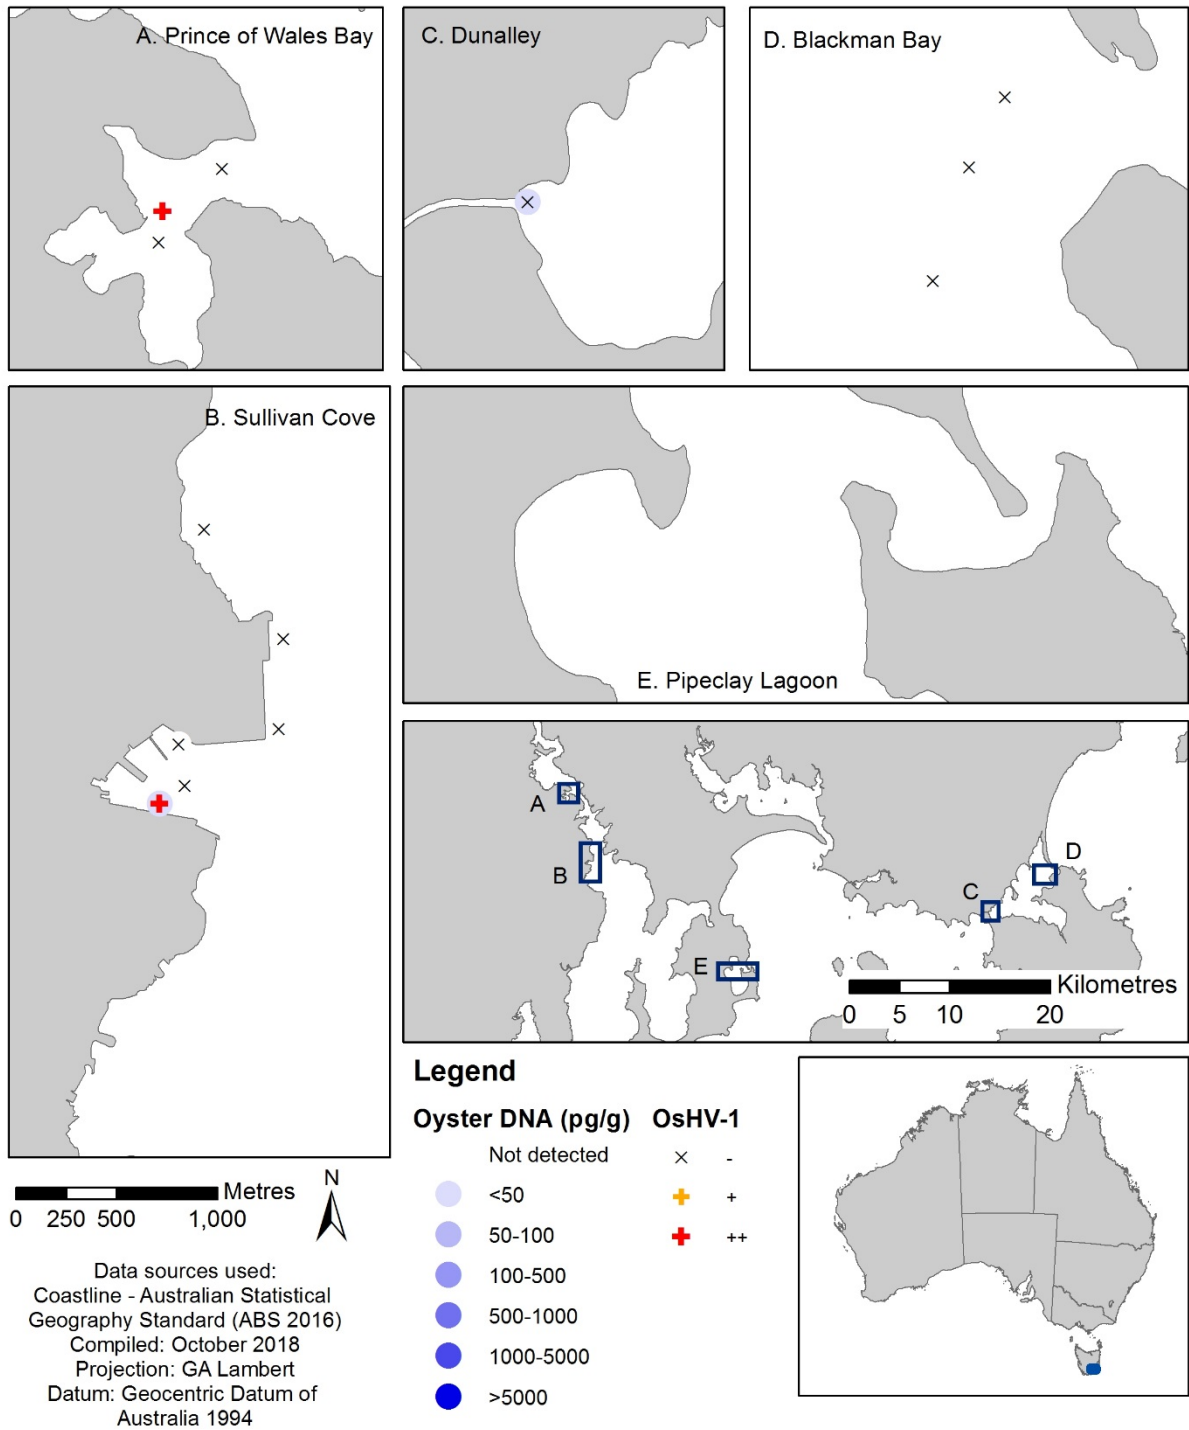 A. Prince of Wales Bay
C. Dunalley
D. Blackman Bay
B. Sullivan Cove
E. Pipeclay Lagoon
A
B
C
D
E
Kilometres
0 5 10 20
Legend
Oyster DNA (pg/g)
Not detected
<50
50-100
100-500
500-1000
1000-5000
>5000
OsHV-1
-
+
++
N
Metres
0 250 500 1,000
Data sources used:
Coastline - Australian Statistical
Geography Standard (ABS 2016)
Compiled: October 2018
Projection: GA Lambert
Datum: Geocentric Datum of
Australia 1994